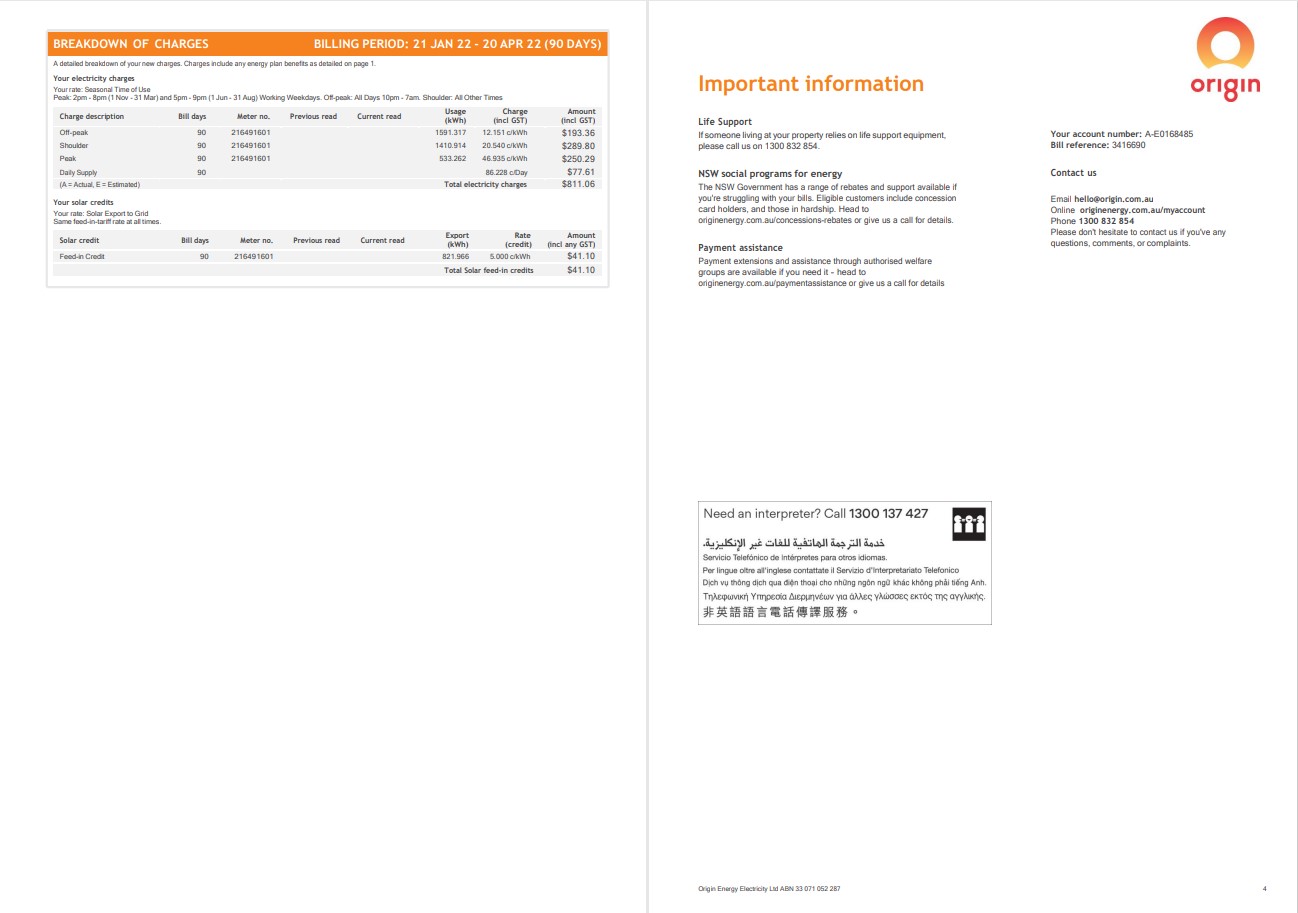 BREAKDOWN OF CHARGES BILLING PERIOD: 21 JAN 22 - 20 APR 22 (90 DAYS)
A detailed breakdown of your new charges. Charges include any energy plan benefits as detailed on page 1.
Your electricity charges
Your rate: Seasonal Time of Use
Peak: 2pm - 8pm (1 Nov - 31 Mar) and 5pm - 9pm (1 Jun - 31 Aug) Working Weekdays. Off-peak: All Days 10pm - 7am. Shoulder: All Other Times
Charge description Bill days Meter no. Previous read Current read Usage (kWh) Charge (incl GST) Amount (incl GST)
Off-peak 90 216491601 1591.317 12.151 c/kWh $193.36
Shoulder 90 216491601 1410.914 20.540 c/kWh $289.80
Peak 90 216491601 533.262 46.935 c/kWh $250.29
Daily Supply 90 86.228 c/Day $77.61
(A = Actual, E = Estimated) Total electricity charges $811.06
Your solar credits
Your rate: Solar Export to Grid
Same feed-in-tariff rate at all times.
Solar credit Bill days Meter no. Previous read Current read Export (kWh) Rate (credit) Amount (incl any GST)
Feed-in Credit 90 216491601 821.966 5.000 c/kWh $41.10
Total Solar feed-in credits $41.10
origin
Important information
Life Support
If someone living at your property relies on life support equipment,
please call us on 1300 832 854.
NSW social programs for energy
The NSW Government has a range of rebates and support available if
you're struggling with your bills. Eligible customers include concession
card holders, and those in hardship. Head to
originenergy.com.au/concessions-rebates or give us a call for details.
Payment assistance
Payment extensions and assistance through authorised welfare
groups are available if you need it - head to
originenergy.com.au/paymentassistance or give us a call for details
Your account number: A-E0168485
Bill reference: 3416690
Contact us
Email hello@origin.com.au
Online originenergy.com.au/myaccount
Phone 1300 832 854
Please don't hesitate to contact us if you've any
questions, comments, or complaints.
Need an interpreter? Call 1300 137 427
خدمة الترجمة الهاتفية للغات غير الإنكليزية.
Servicio Telefónico de Intérpretes para otros idiomas.
Per lingue oltre all'inglese contattate il Servizio d'Interpretariato Telefonico
Dịch vụ thông dịch qua điện thoại cho những ngôn ngữ khác không phải tiếng Anh.
Τηλεφωνική Υπηρεσία Διερμηνέων για άλλες γλώσσες εκτός της αγγλικής.
非英語語言電話傳譯服務。
Origin Energy Electricity Ltd ABN 33 071 052 287
4